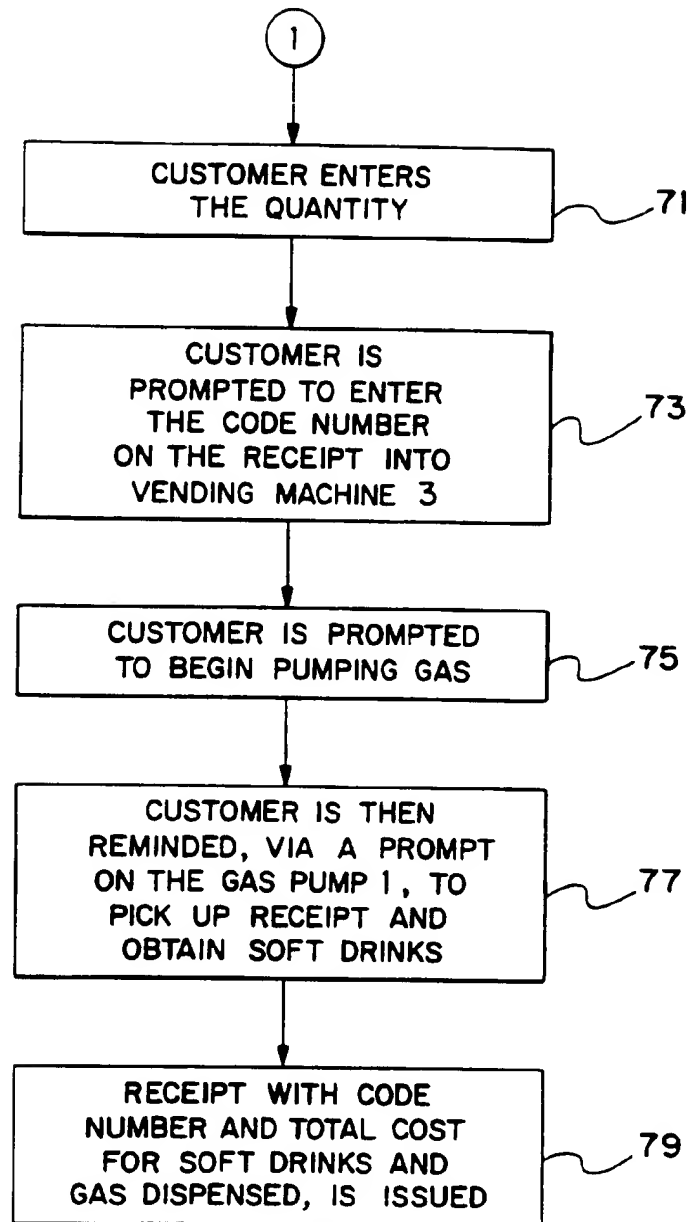 1
CUSTOMER ENTERS
THE QUANTITY
71
CUSTOMER IS
PROMPTED TO ENTER
THE CODE NUMBER
ON THE RECEIPT INTO
VENDING MACHINE 3
73
CUSTOMER IS PROMPTED
TO BEGIN PUMPING GAS
75
CUSTOMER IS THEN
REMINDED, VIA A PROMPT
ON THE GAS PUMP 1, TO
PICK UP RECEIPT AND
OBTAIN SOFT DRINKS
77
RECEIPT WITH CODE
NUMBER AND TOTAL COST
FOR SOFT DRINKS AND
GAS DISPENSED, IS ISSUED
79